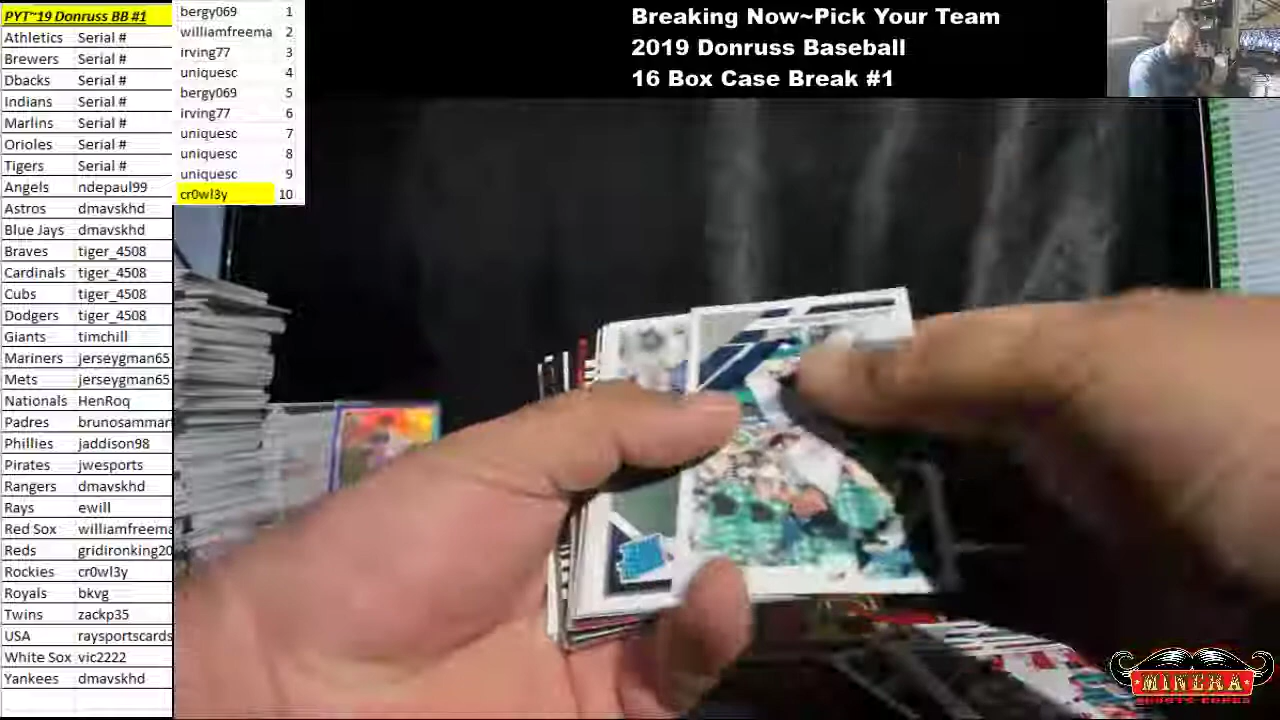 PYT~19 Donruss BB #1
Athletics Serial #
Brewers Serial #
Dbacks Serial #
Indians Serial #
Marlins Serial #
Orioles Serial #
Tigers Serial #
Angels ndepaul99
Astros dmavskhd
Blue Jays dmavskhd
Braves tiger_4508
Cardinals tiger_4508
Cubs tiger_4508
Dodgers tiger_4508
Giants timchill
Mariners jerseygman65
Mets jerseygman65
Nationals HenRoq
Padres brunosammar
Phillies jaddison98
Pirates jwesports
Rangers dmavskhd
Rays ewill
Red Sox williamfreema
Reds gridironking20
Rockies cr0wl3y
Royals bkvg
Twins zackp35
USA raysportscards
White Sox vic2222
Yankees dmavskhd
bergy069 1
williamfreema 2
irving77 3
uniquesc 4
bergy069 5
irving77 6
uniquesc 7
uniquesc 8
uniquesc 9
cr0wl3y 10
Breaking Now~Pick Your Team
2019 Donruss Baseball
16 Box Case Break #1
MINERA
SPORTS CARDS